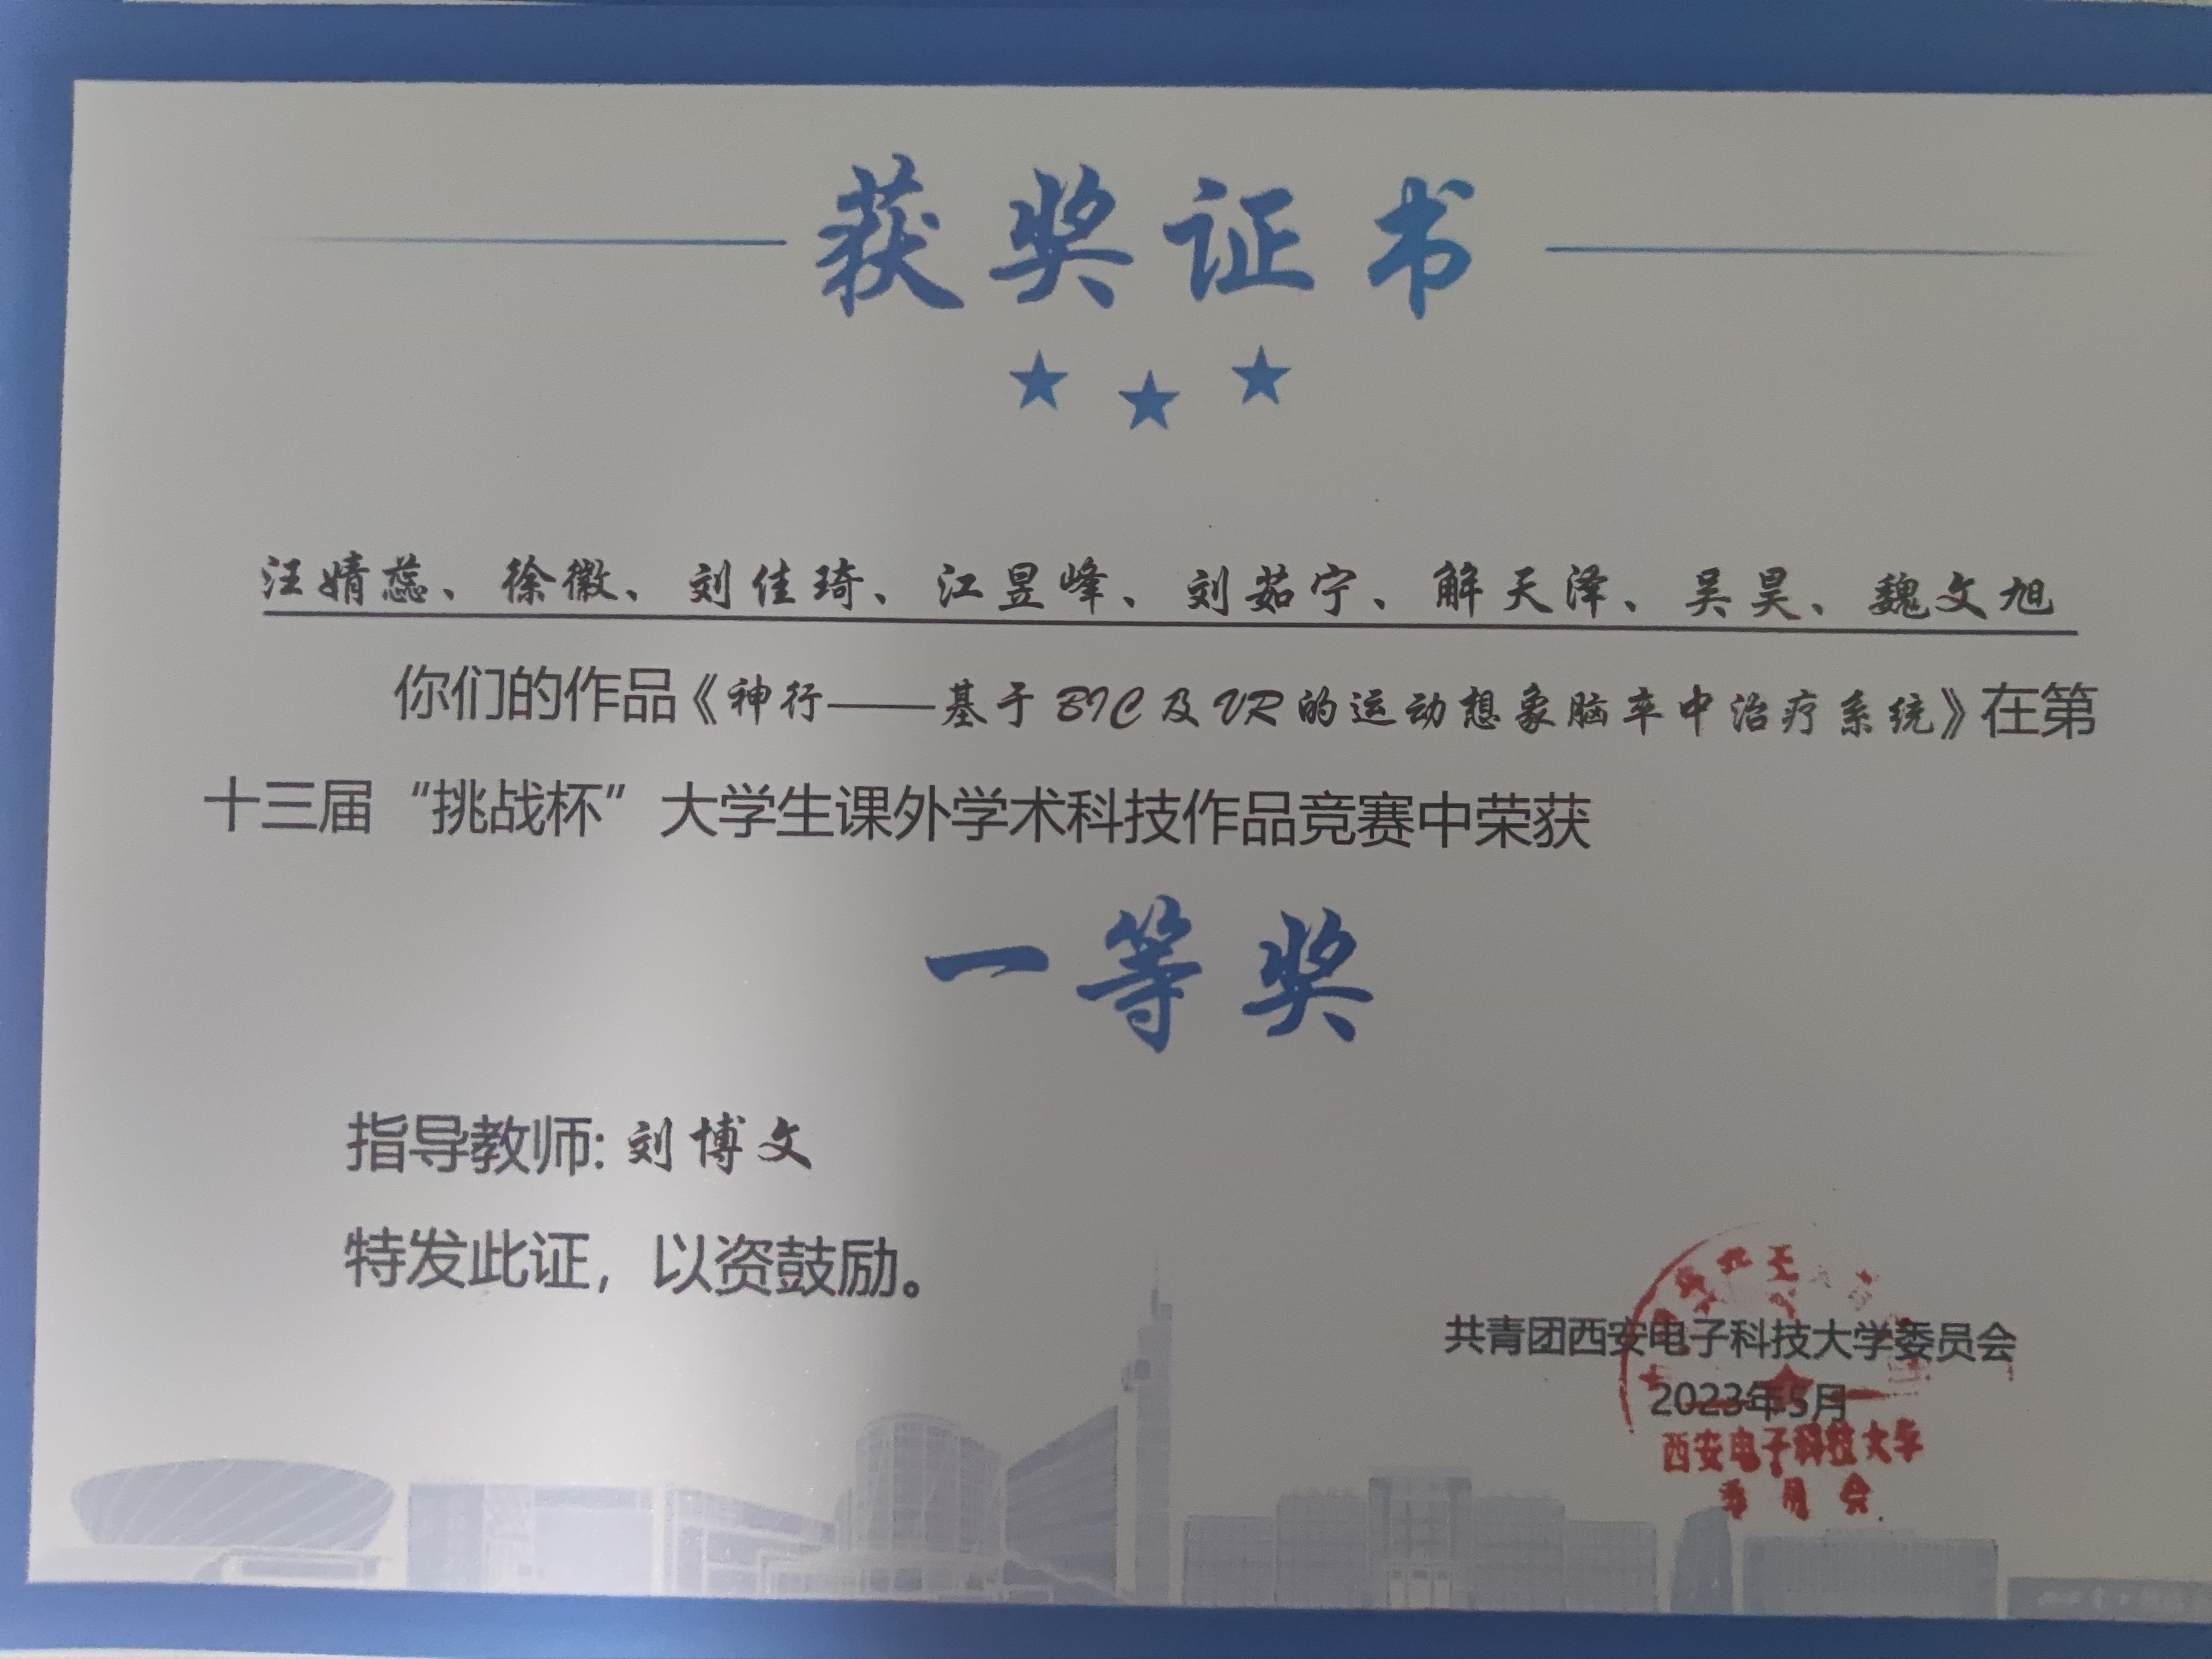 获奖证书
汪婧蕊、徐徽、刘佳琦、江昱峰、刘茹宁、解天泽、吴昊、魏文旭
你们的作品《神行——基于BIC及VR的运动想象脑卒中治疗系统》在第
十三届“挑战杯”大学生课外学术科技作品竞赛中荣获
一等奖
指导教师:刘博文
特发此证，以资鼓励。
共青团西安电子科技大学委员会
2023年5月
西安电子科技大学
委员会